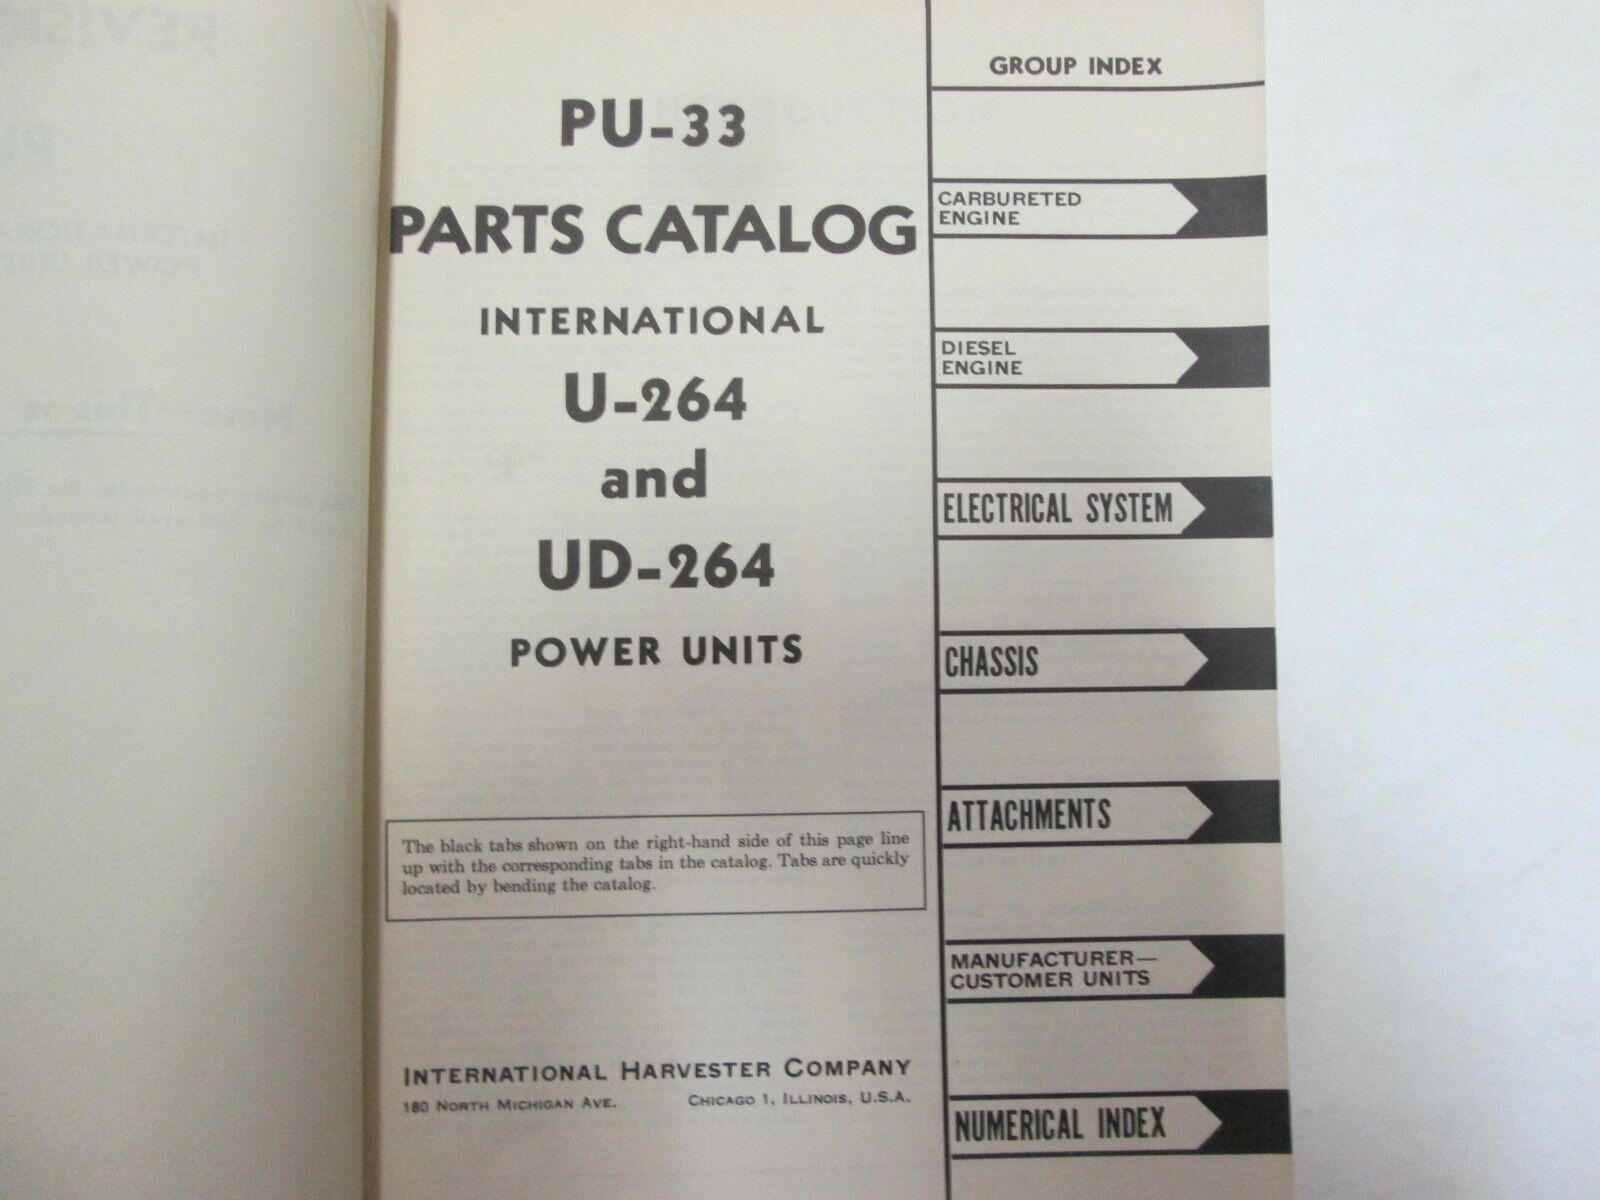 PU-33
PARTS CATALOG
INTERNATIONAL
U-264
and
UD-264
POWER UNITS
The black tabs shown on the right-hand side of this page line
up with the corresponding tabs in the catalog. Tabs are quickly
located by bending the catalog.
INTERNATIONAL HARVESTER COMPANY
180 NORTH MICHIGAN AVE. CHICAGO 1, ILLINOIS, U.S.A.
GROUP INDEX
CARBURETED
ENGINE
DIESEL
ENGINE
ELECTRICAL SYSTEM
CHASSIS
ATTACHMENTS
MANUFACTURER—
CUSTOMER UNITS
NUMERICAL INDEX